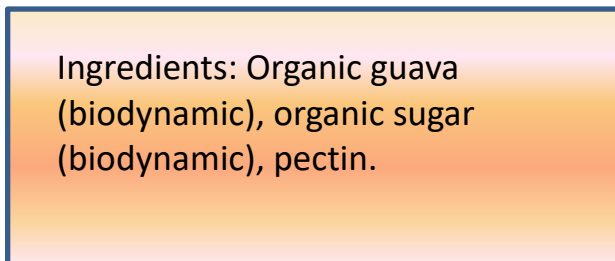 Ingredients: Organic guava
(biodynamic), organic sugar
(biodynamic), pectin.